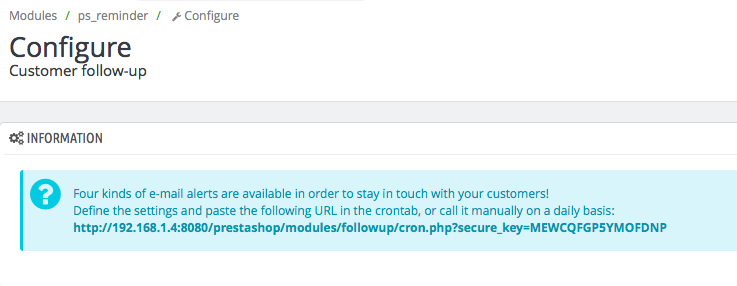 Modules / ps_reminder / Configure
Configure
Customer follow-up
INFORMATION
Four kinds of e-mail alerts are available in order to stay in touch with your customers!
Define the settings and paste the following URL in the crontab, or call it manually on a daily basis:
http://192.168.1.4:8080/prestashop/modules/followup/cron.php?secure_key=MEWCQFGP5YMOFDNP